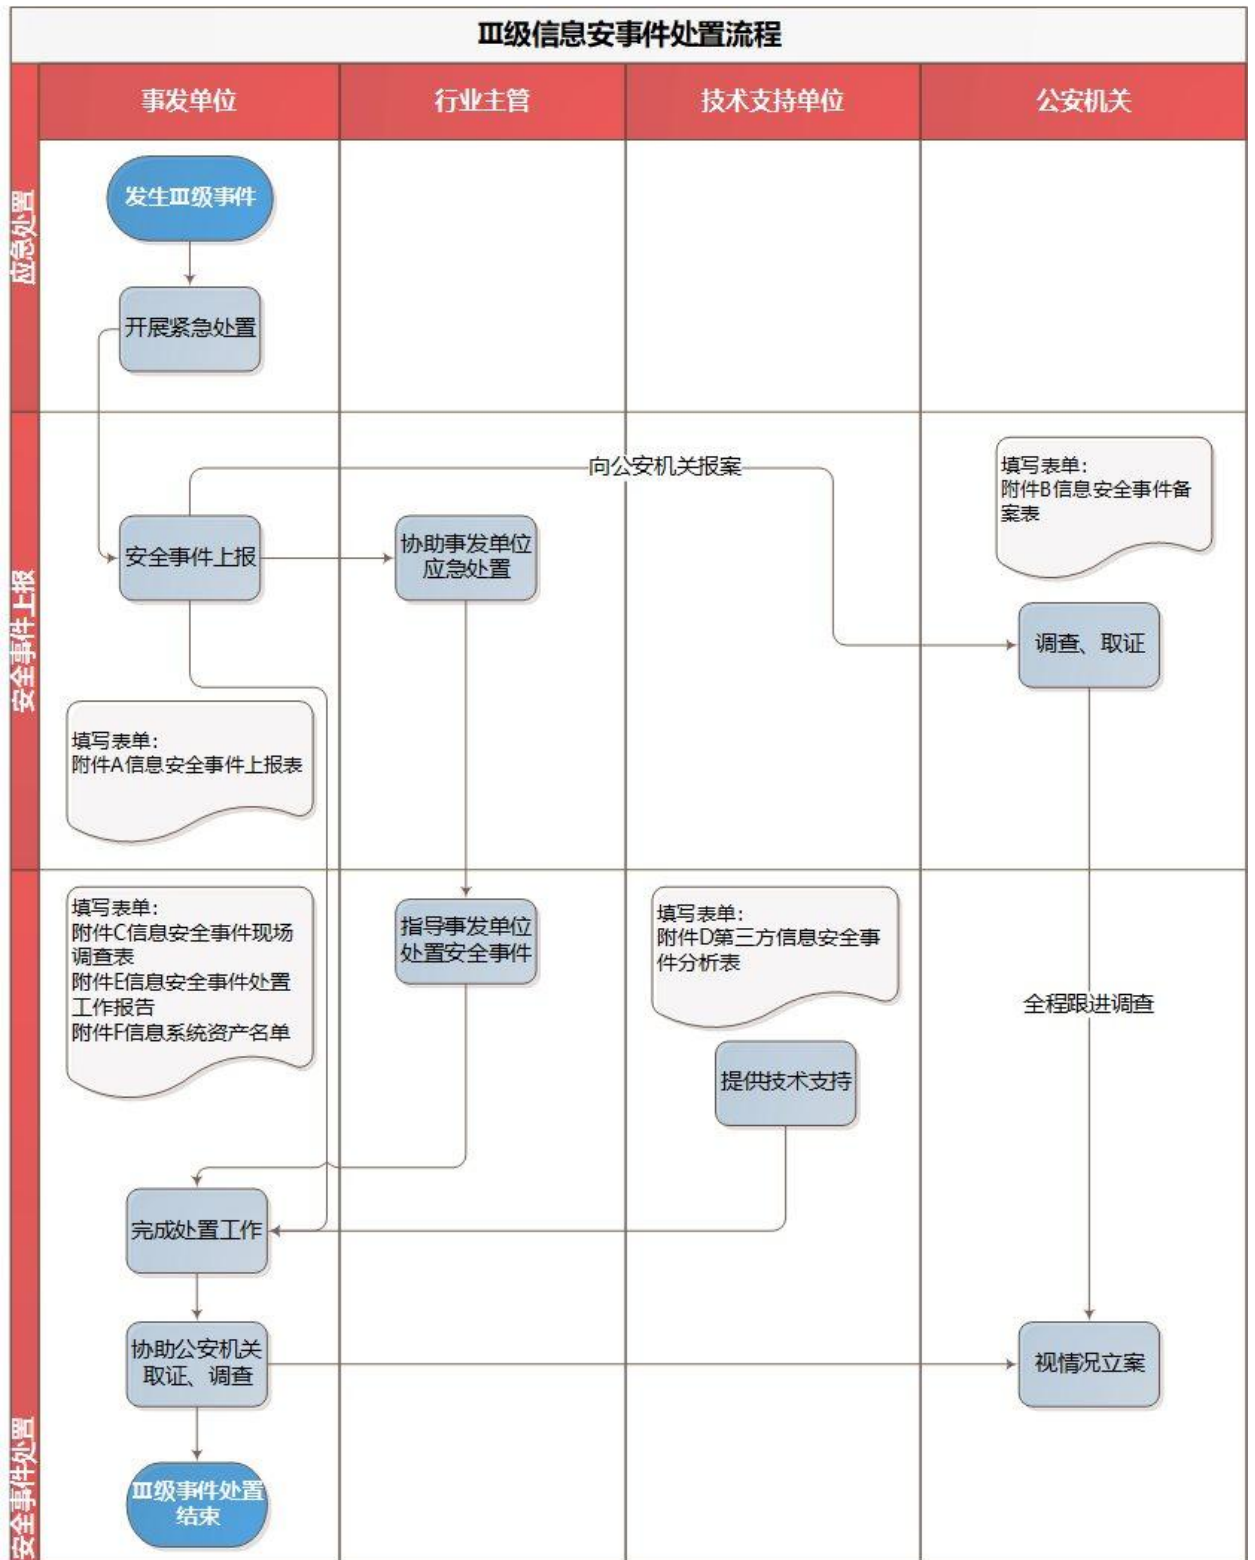 Ⅲ级信息安事件处置流程
事发单位
行业主管
技术支持单位
公安机关
应急处置
发生Ⅲ级事件
开展紧急处置
安全事件上报
向公安机关报案
填写表单：
附件B信息安全事件备
案表
安全事件上报
协助事发单位
应急处置
调查、取证
填写表单：
附件A信息安全事件上报表
安全事件处置
填写表单：
附件C信息安全事件现场
调查表
附件E信息安全事件处置
工作报告
附件F信息系统资产名单
指导事发单位
处置安全事件
填写表单：
附件D第三方信息安全事
件分析表
全程跟进调查
提供技术支持
完成处置工作
协助公安机关
取证、调查
视情况立案
Ⅲ级事件处置
结束